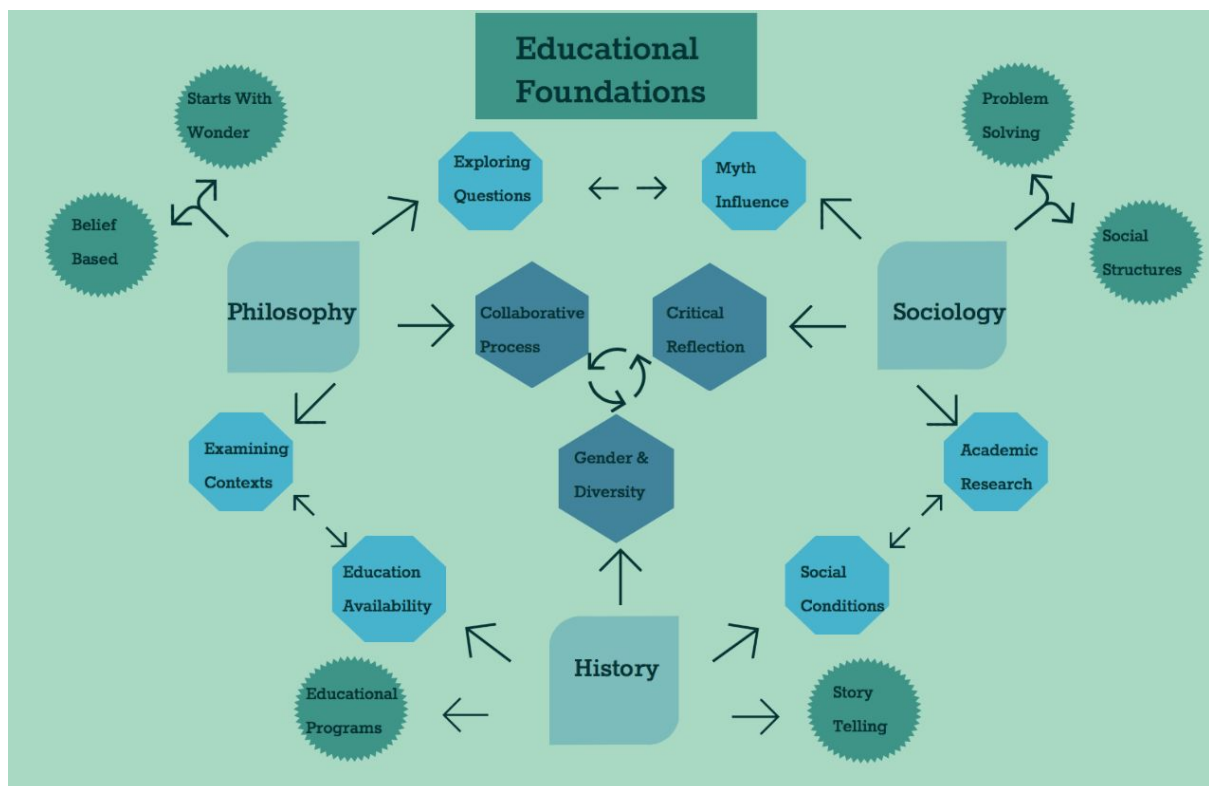 Educational
Foundations
Starts With
Wonder
Problem
Solving
Exploring
Questions
Myth
Influence
Belief
Based
Social
Structures
Philosophy
Sociology
Collaborative
Process
Critical
Reflection
Examining
Contexts
Gender &
Diversity
Academic
Research
Education
Availability
Social
Conditions
History
Educational
Programs
Story
Telling